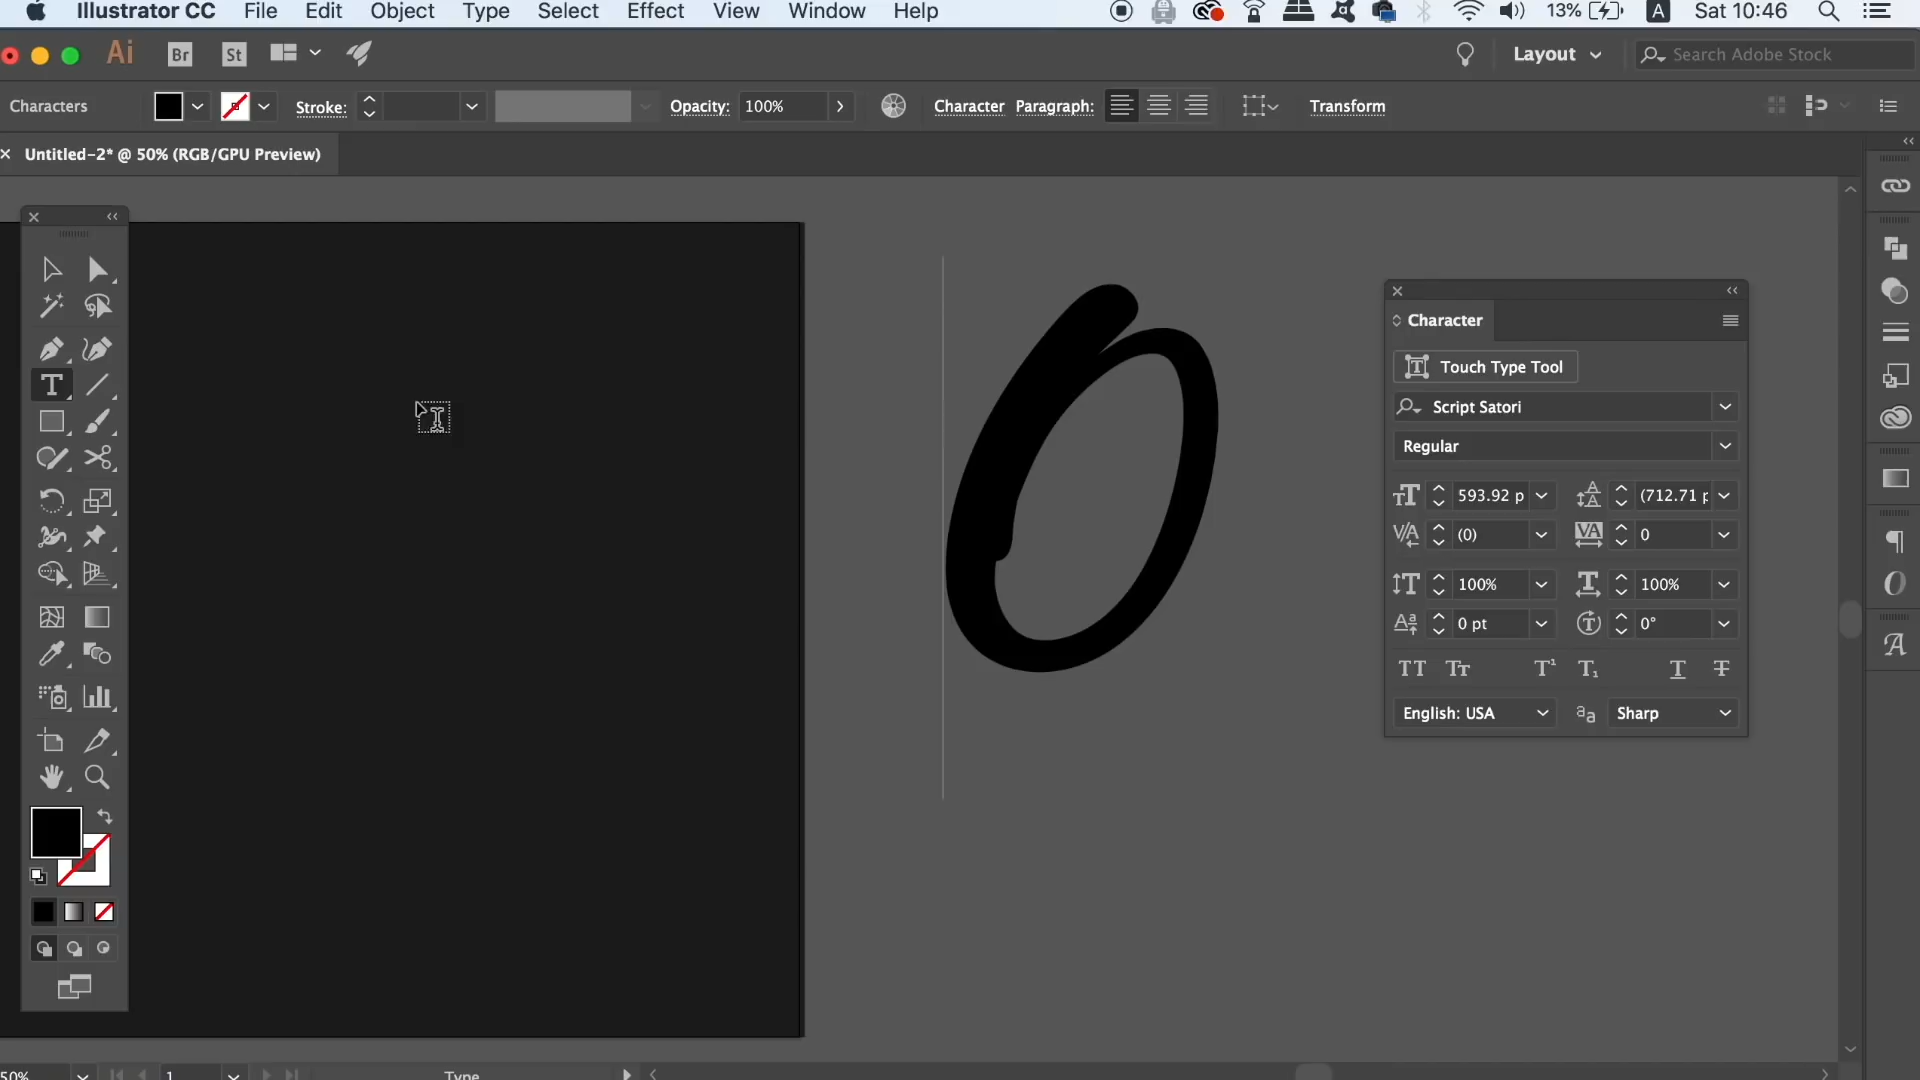 Illustrator CC File Edit Object Type Select Effect View Window Help 13% A Sat 10:46
Ai Br St Layout Search Adobe Stock
Characters Stroke: Opacity: 100% Character Paragraph: Transform
Untitled-2* @ 50% (RGB/GPU Preview)
O
Character
Touch Type Tool
Script Satori
Regular
593.92 p (712.71 p
(0) 0
100% 100%
0 pt 0°
English: USA Sharp
50% 1 Type